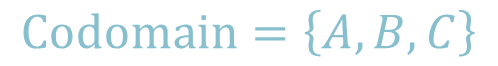 Codomain = {A, B, C}